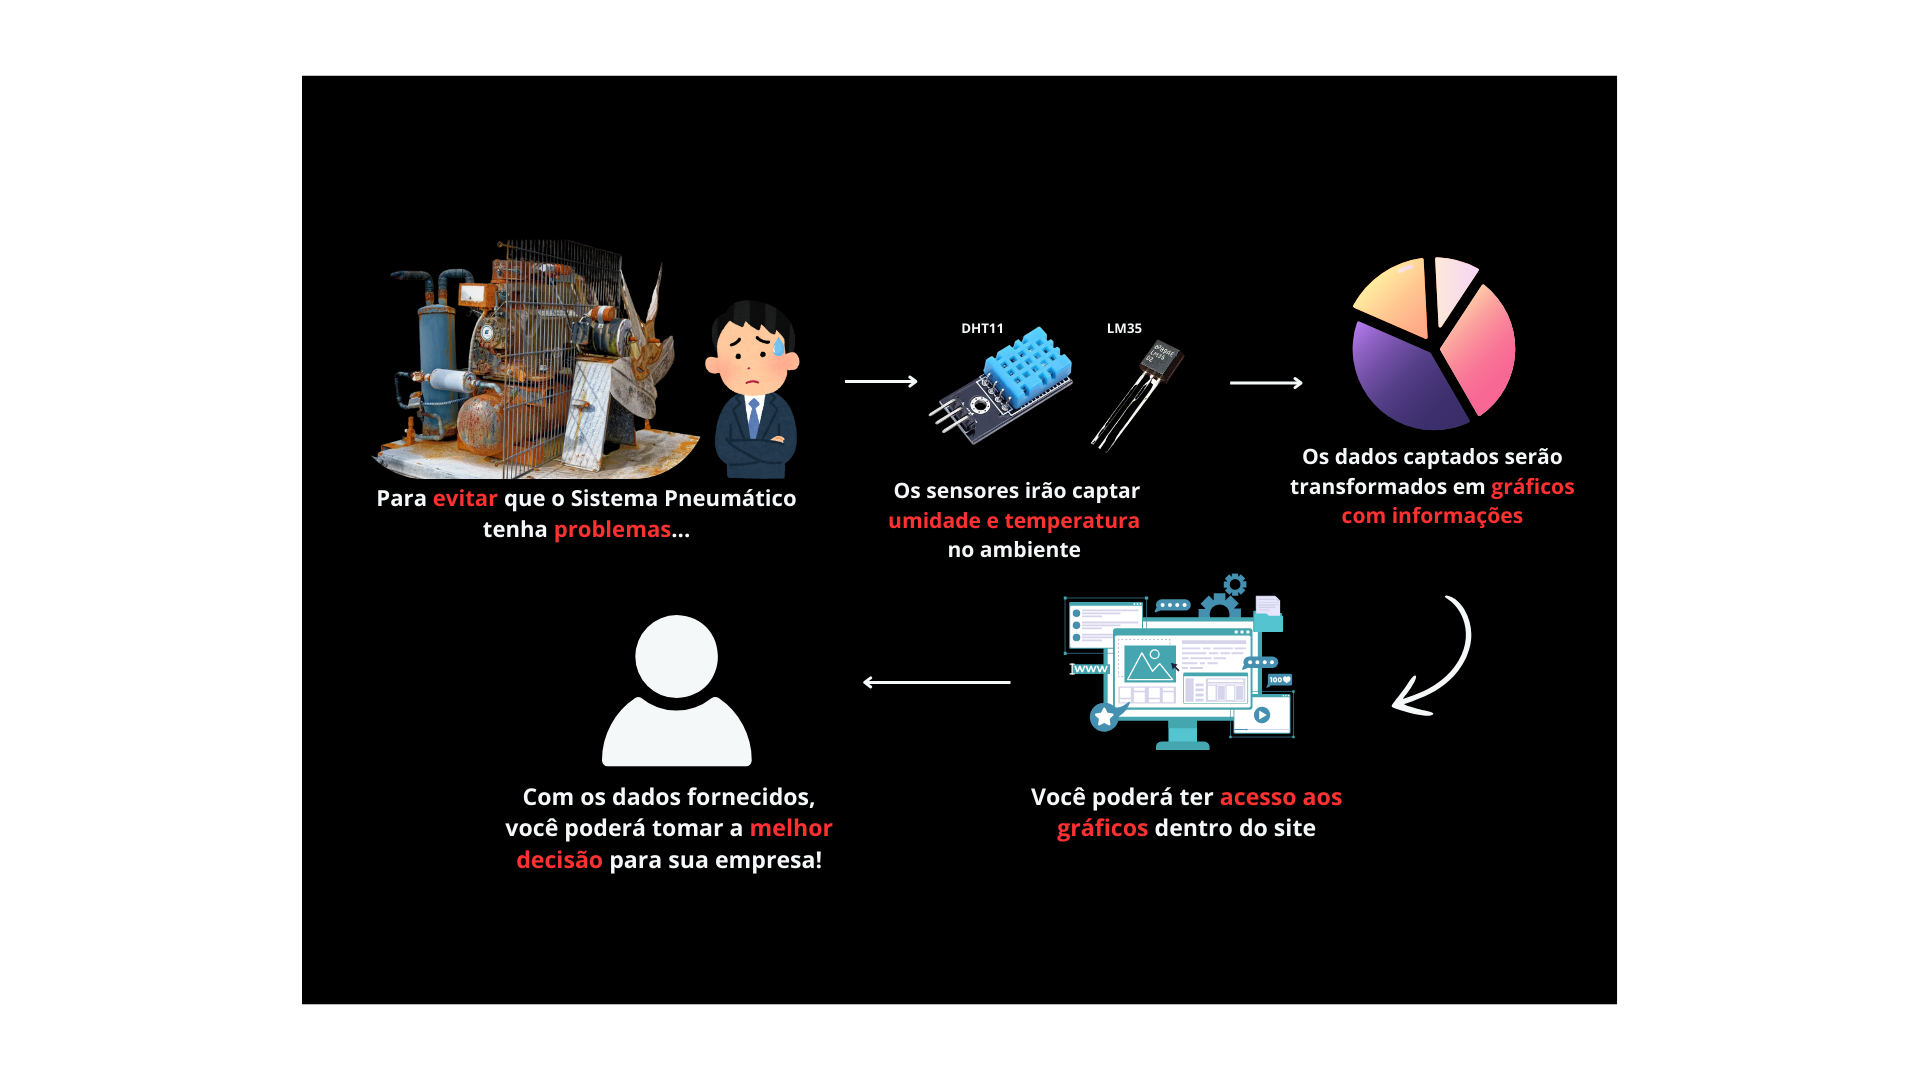 DHT11
LM35
Para evitar que o Sistema Pneumático
tenha problemas...
Os sensores irão captar
umidade e temperatura
no ambiente
Os dados captados serão
transformados em gráficos
com informações
www
100
Você poderá ter acesso aos
gráficos dentro do site
Com os dados fornecidos,
você poderá tomar a melhor
decisão para sua empresa!